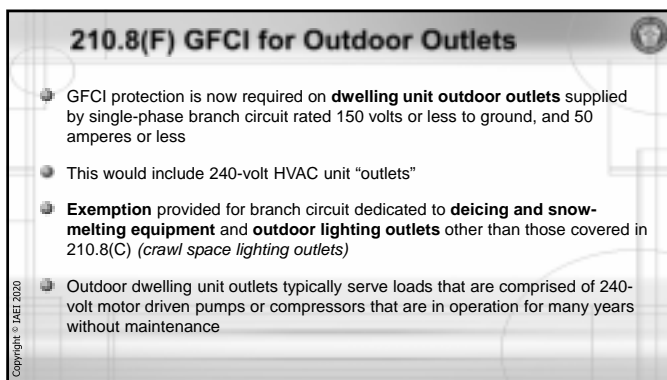 210.8(F) GFCI for Outdoor Outlets
GFCI protection is now required on dwelling unit outdoor outlets supplied
by single-phase branch circuit rated 150 volts or less to ground, and 50
amperes or less
This would include 240-volt HVAC unit “outlets”
Exemption provided for branch circuit dedicated to deicing and snow-
melting equipment and outdoor lighting outlets other than those covered in
210.8(C) (crawl space lighting outlets)
Outdoor dwelling unit outlets typically serve loads that are comprised of 240-
volt motor driven pumps or compressors that are in operation for many years
without maintenance
Copyright © IAEI 2020